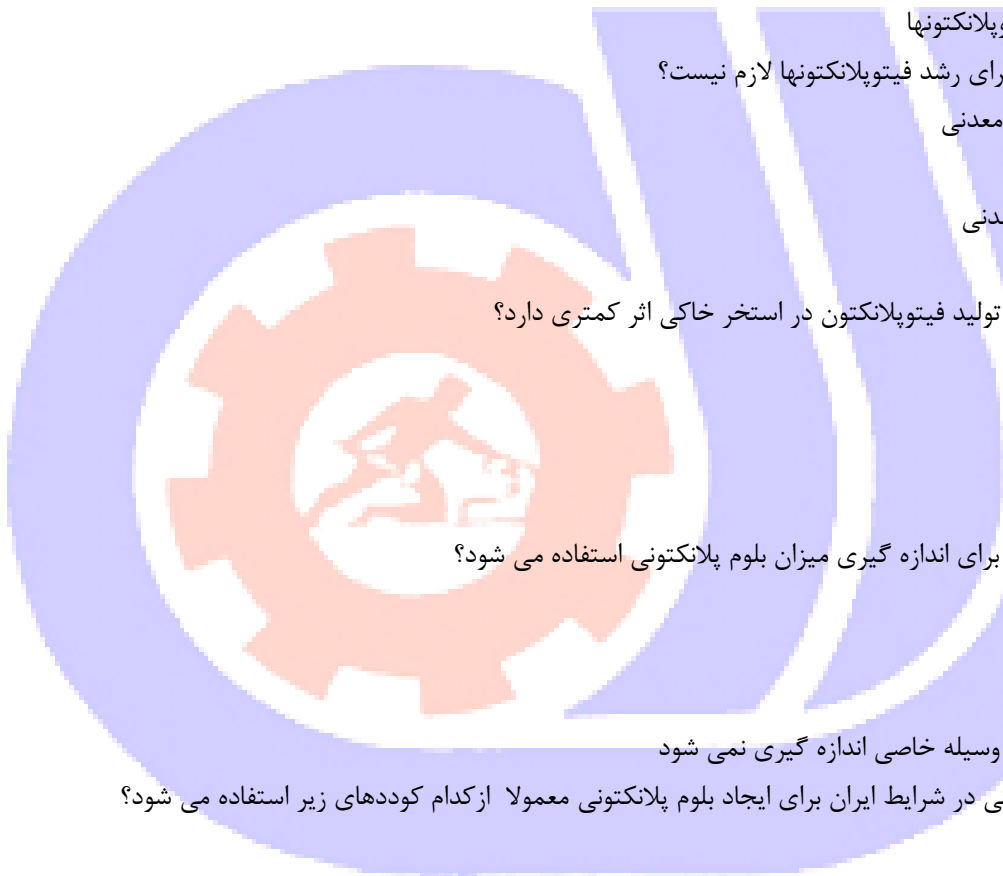 وپلانکتونها
رای رشد فیتوپلانکتونها لازم نیست؟
معدنی
دنی
تولید فیتوپلانکتون در استخر خاکی اثر کمتری دارد؟
برای اندازه گیری میزان بلوم پلانکتونی استفاده می شود؟
وسیله خاصی اندازه گیری نمی شود
ی در شرایط ایران برای ایجاد بلوم پلانکتونی معمولا ازکدام کوددهای زیر استفاده می شود؟